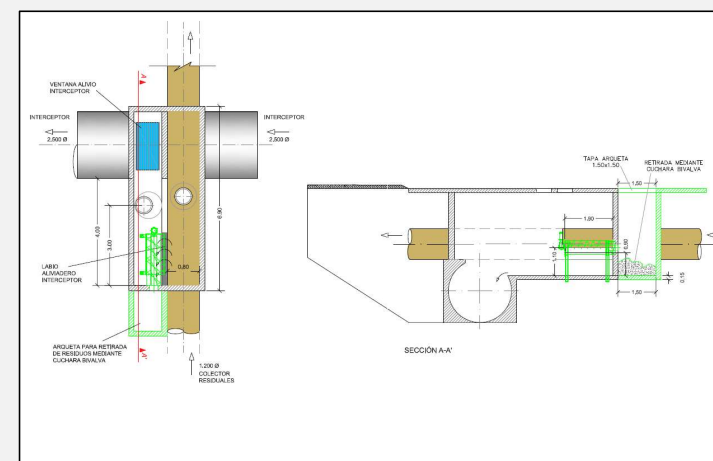 VENTANA ALIVIO
INTERCEPTOR
INTERCEPTOR
2,500 Ø
INTERCEPTOR
2,500 Ø
A
4,00
3,00
6,90
0,80
LABIO
ALIVIADERO
INTERCEPTOR
ARQUETA PARA RETIRADA
DE RESIDUOS MEDIANTE
CUCHARA BIVALVA
A'
1.200 Ø
COLECTOR
RESIDUALES
TAPA ARQUETA
1.50x1.50
RETIRADA MEDIANTE
CUCHARA BIVALVA
1,50
1,10
1,50
0,15
SECCIÓN A-A'